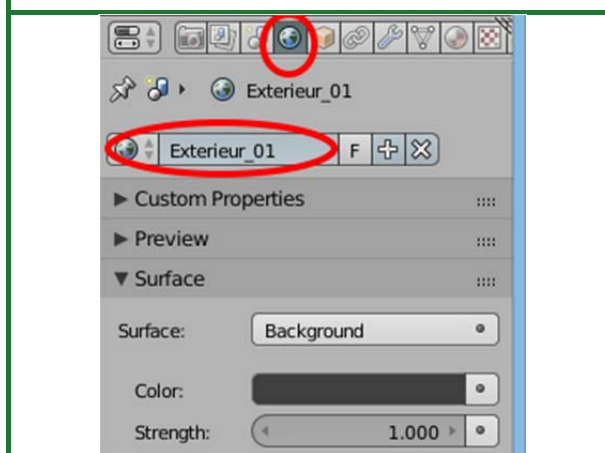 Exterieur_01
Exterieur_01 F
Custom Properties
Preview
Surface
Surface: Background
Color:
Strength: 1.000